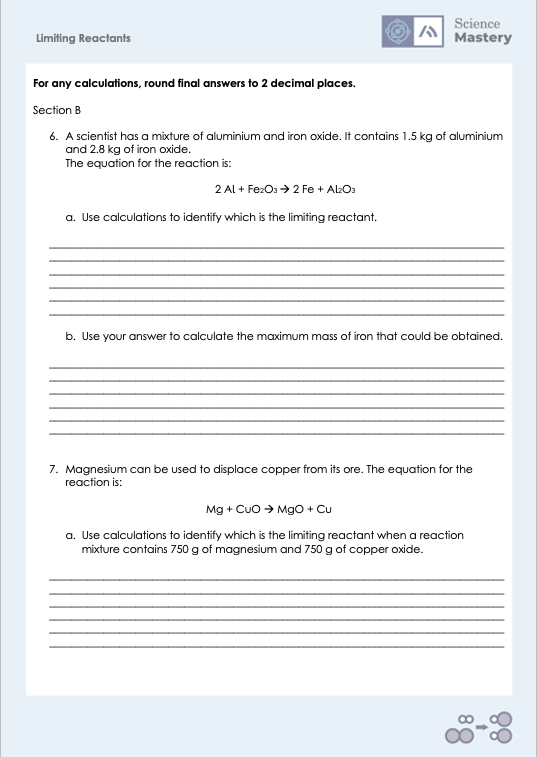 Limiting Reactants
Science
Mastery
For any calculations, round final answers to 2 decimal places.
Section B
6. A scientist has a mixture of aluminium and iron oxide. It contains 1.5 kg of aluminium
and 2.8 kg of iron oxide.
The equation for the reaction is:
2 Al + Fe₂O₃ → 2 Fe + Al₂O₃
a. Use calculations to identify which is the limiting reactant.
b. Use your answer to calculate the maximum mass of iron that could be obtained.
7. Magnesium can be used to displace copper from its ore. The equation for the
reaction is:
Mg + CuO → MgO + Cu
a. Use calculations to identify which is the limiting reactant when a reaction
mixture contains 750 g of magnesium and 750 g of copper oxide.